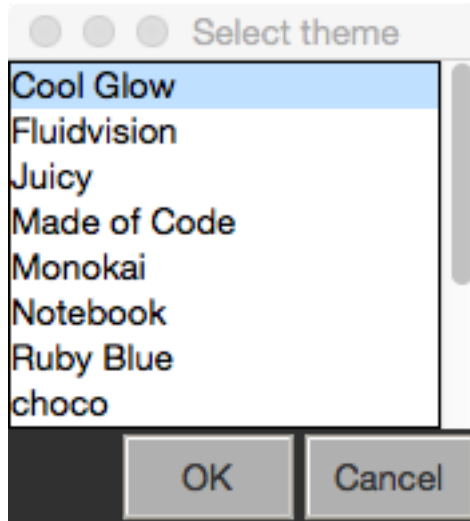 Select theme
Cool Glow
Fluidvision
Juicy
Made of Code
Monokai
Notebook
Ruby Blue
choco
OK Cancel